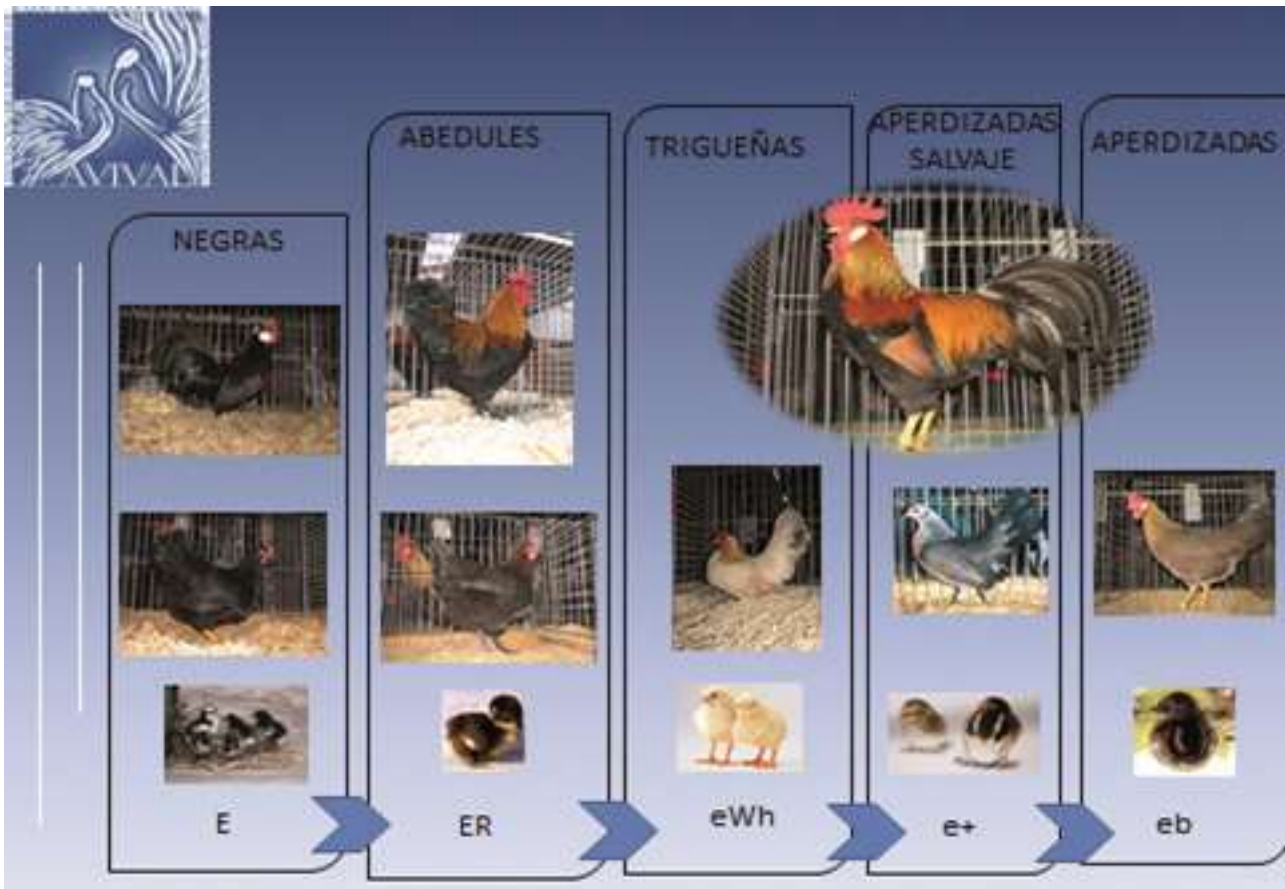 AVIVAL
NEGRAS
ABEDULES
TRIGUEÑAS
APERDIZADAS
SALVAJE
APERDIZADAS
E
ER
eWh
e+
eb